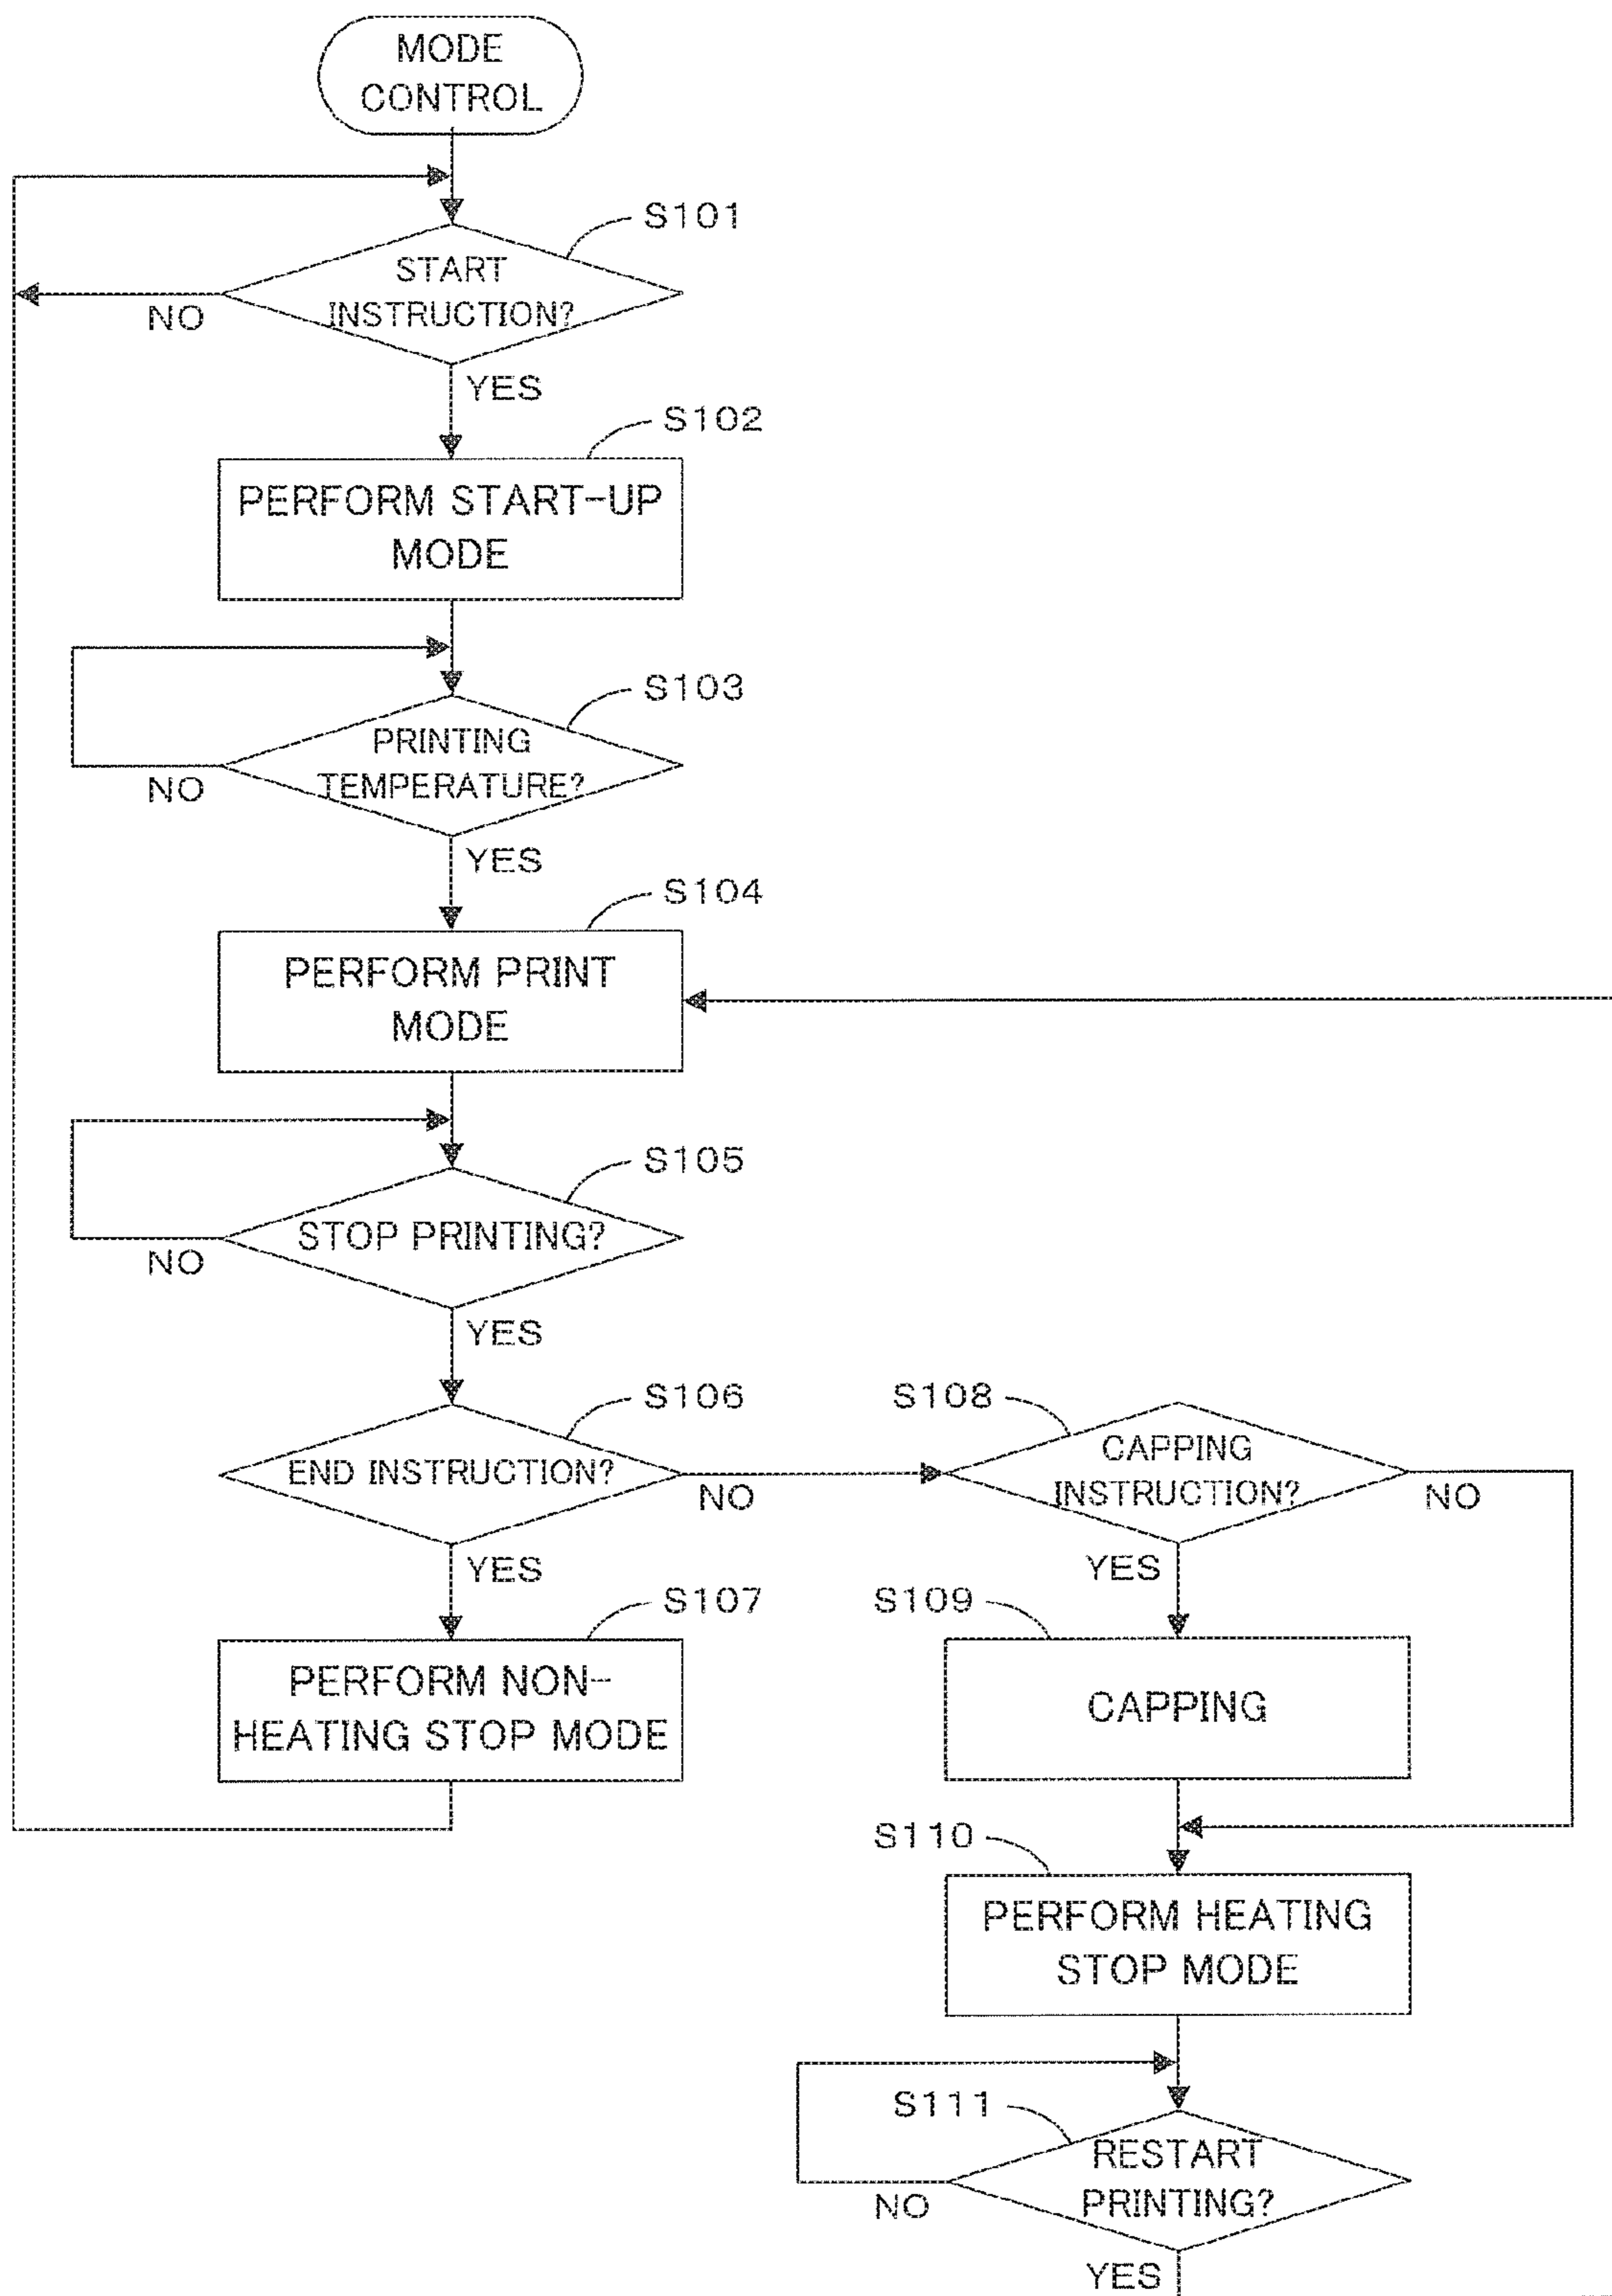 MODE
CONTROL
S101
START
INSTRUCTION?
NO
YES
S102
PERFORM START-UP
MODE
S103
PRINTING
TEMPERATURE?
NO
YES
S104
PERFORM PRINT
MODE
S105
STOP PRINTING?
NO
YES
S106
END INSTRUCTION?
NO
YES
S107
PERFORM NON-
HEATING STOP MODE
S108
CAPPING
INSTRUCTION?
NO
YES
S109
CAPPING
S110
PERFORM HEATING
STOP MODE
S111
RESTART
PRINTING?
NO
YES